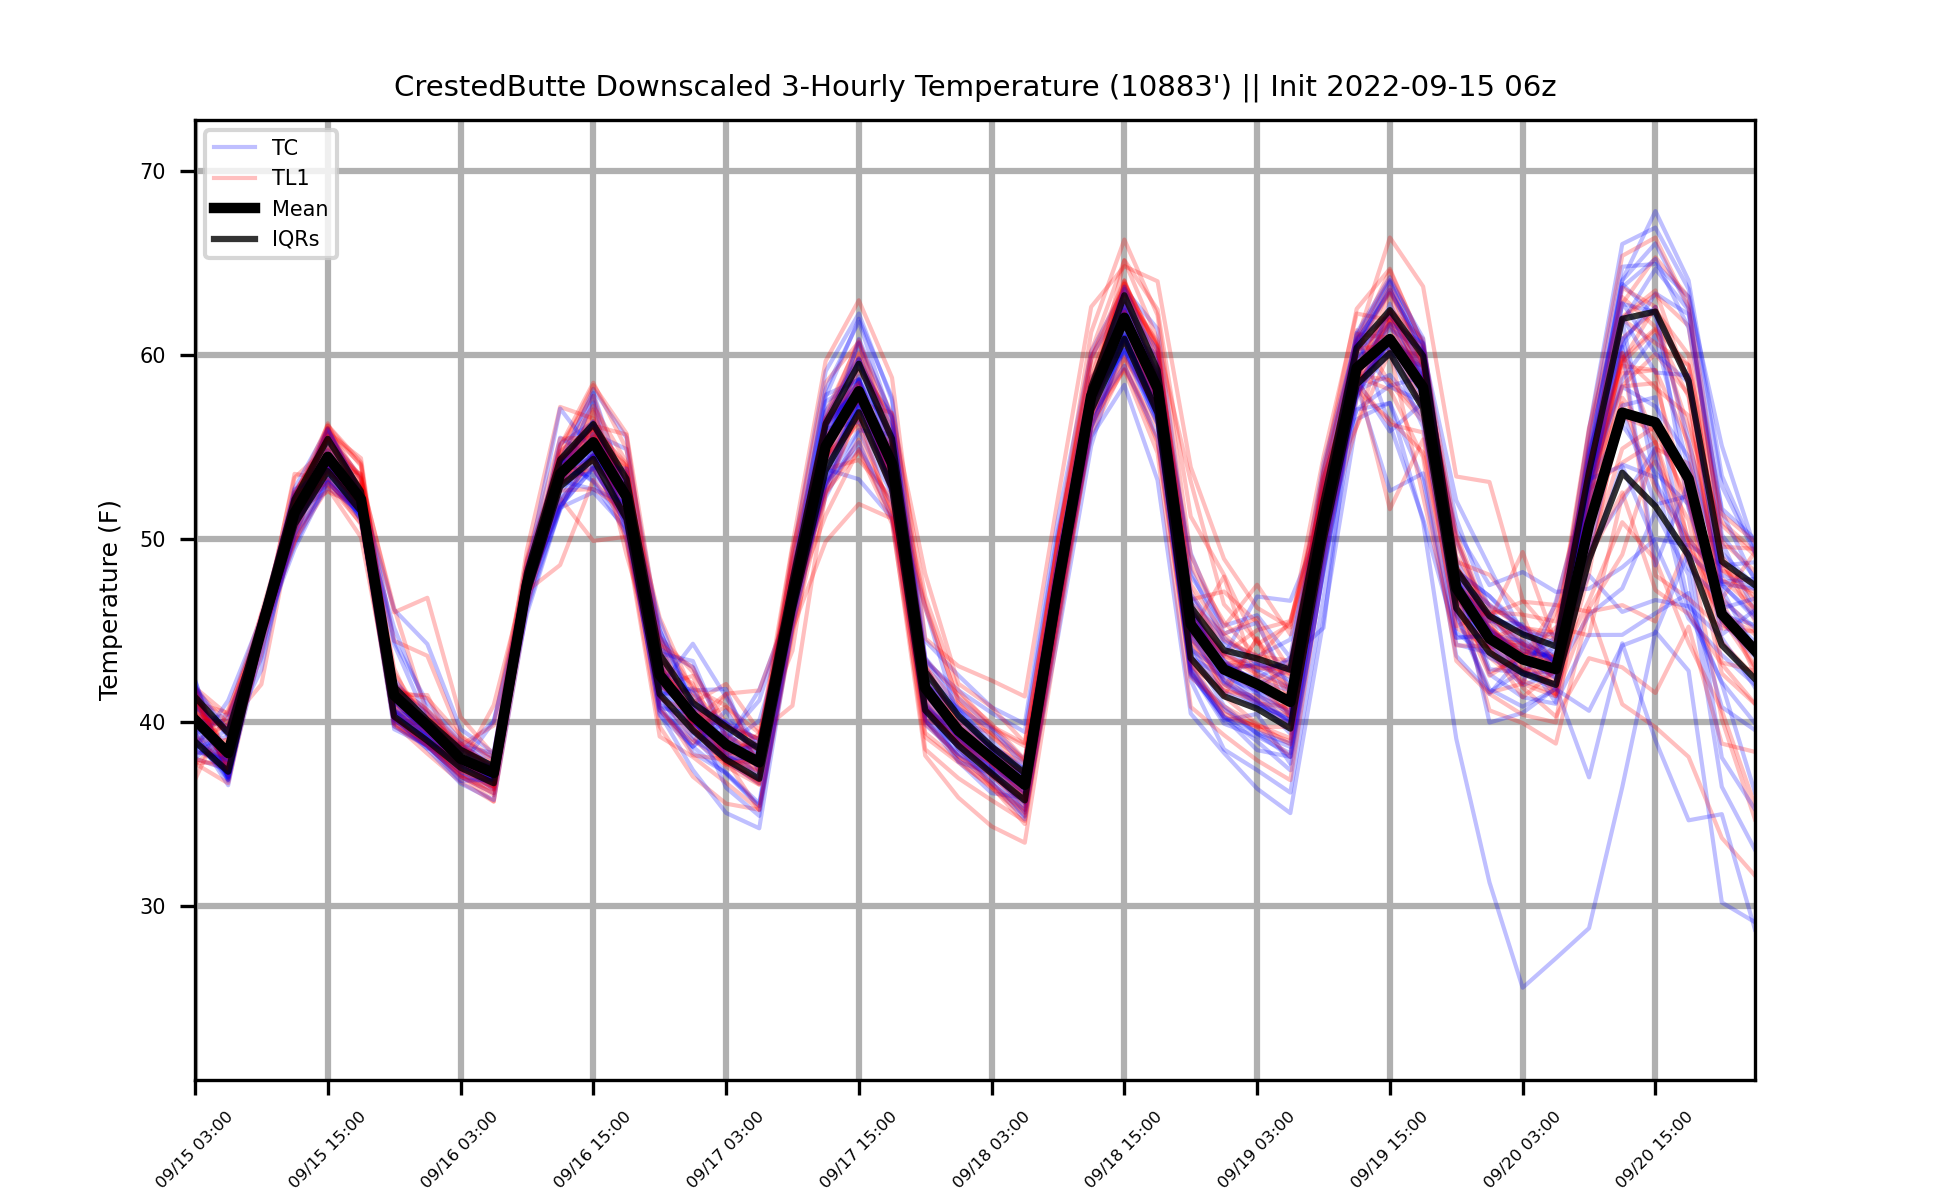 CrestedButte Downscaled 3-Hourly Temperature (10883') || Init 2022-09-15 06z
TC
TL1
Mean
IQRs
Temperature (F)
70
60
50
40
30
09/15 03:00
09/15 15:00
09/16 03:00
09/16 15:00
09/17 03:00
09/17 15:00
09/18 03:00
09/18 15:00
09/19 03:00
09/19 15:00
09/20 03:00
09/20 15:00